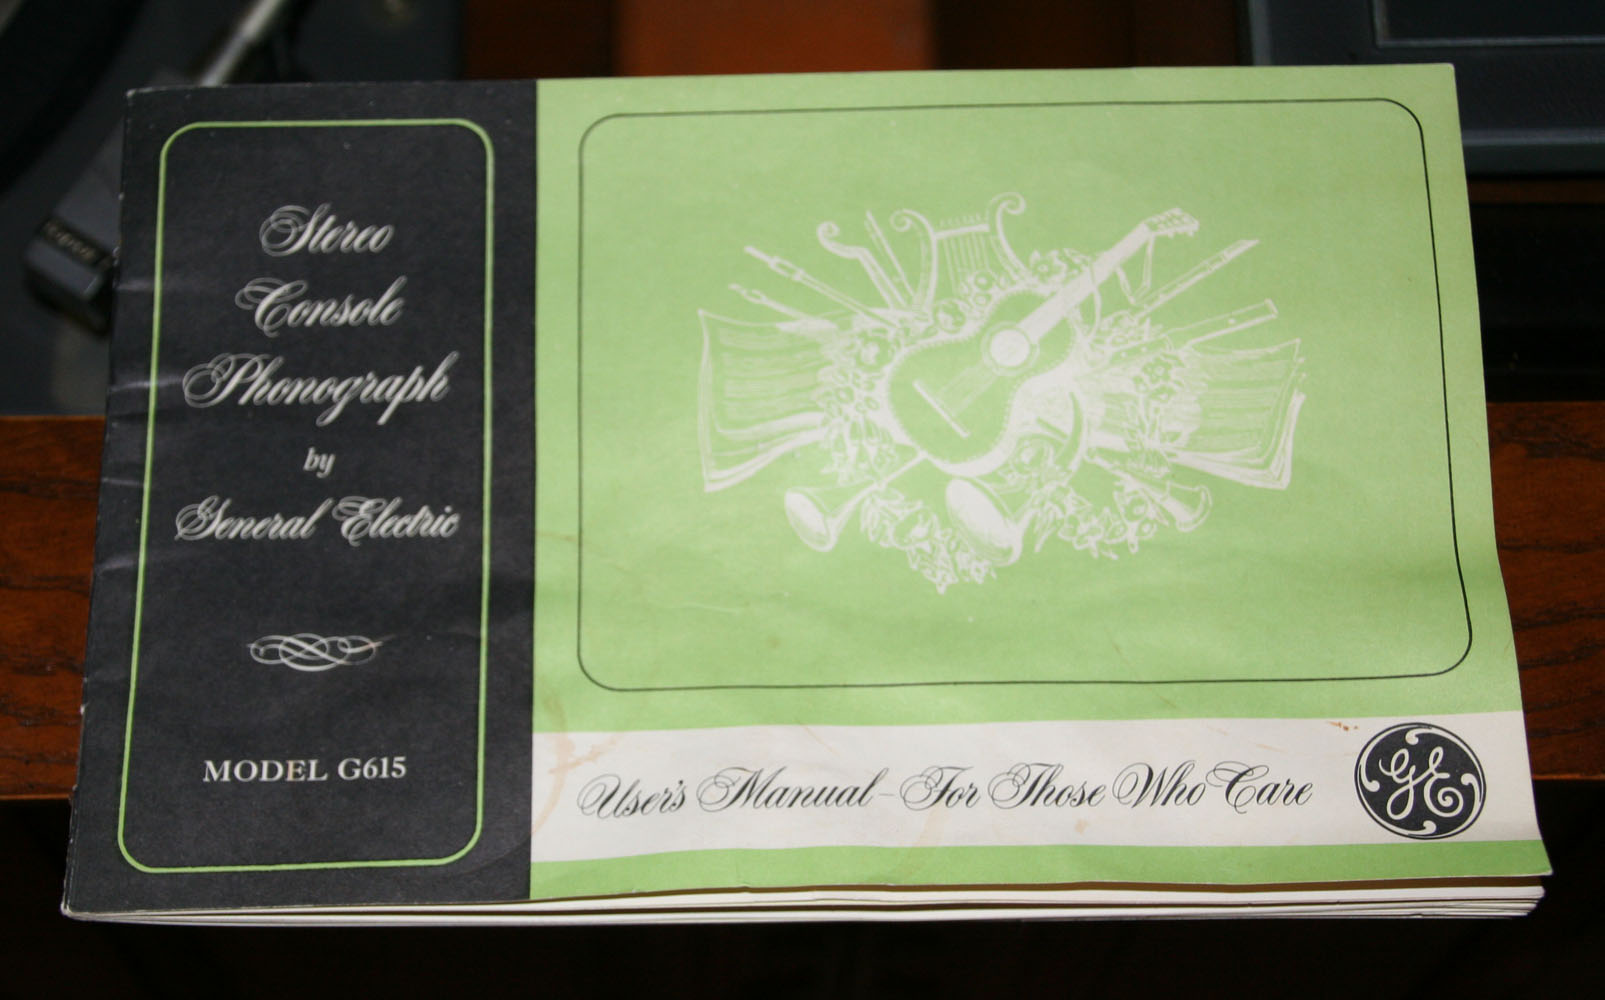 Stereo
Console
Phonograph
by
General Electric
MODEL G615
User's Manual - For Those Who Care
GE